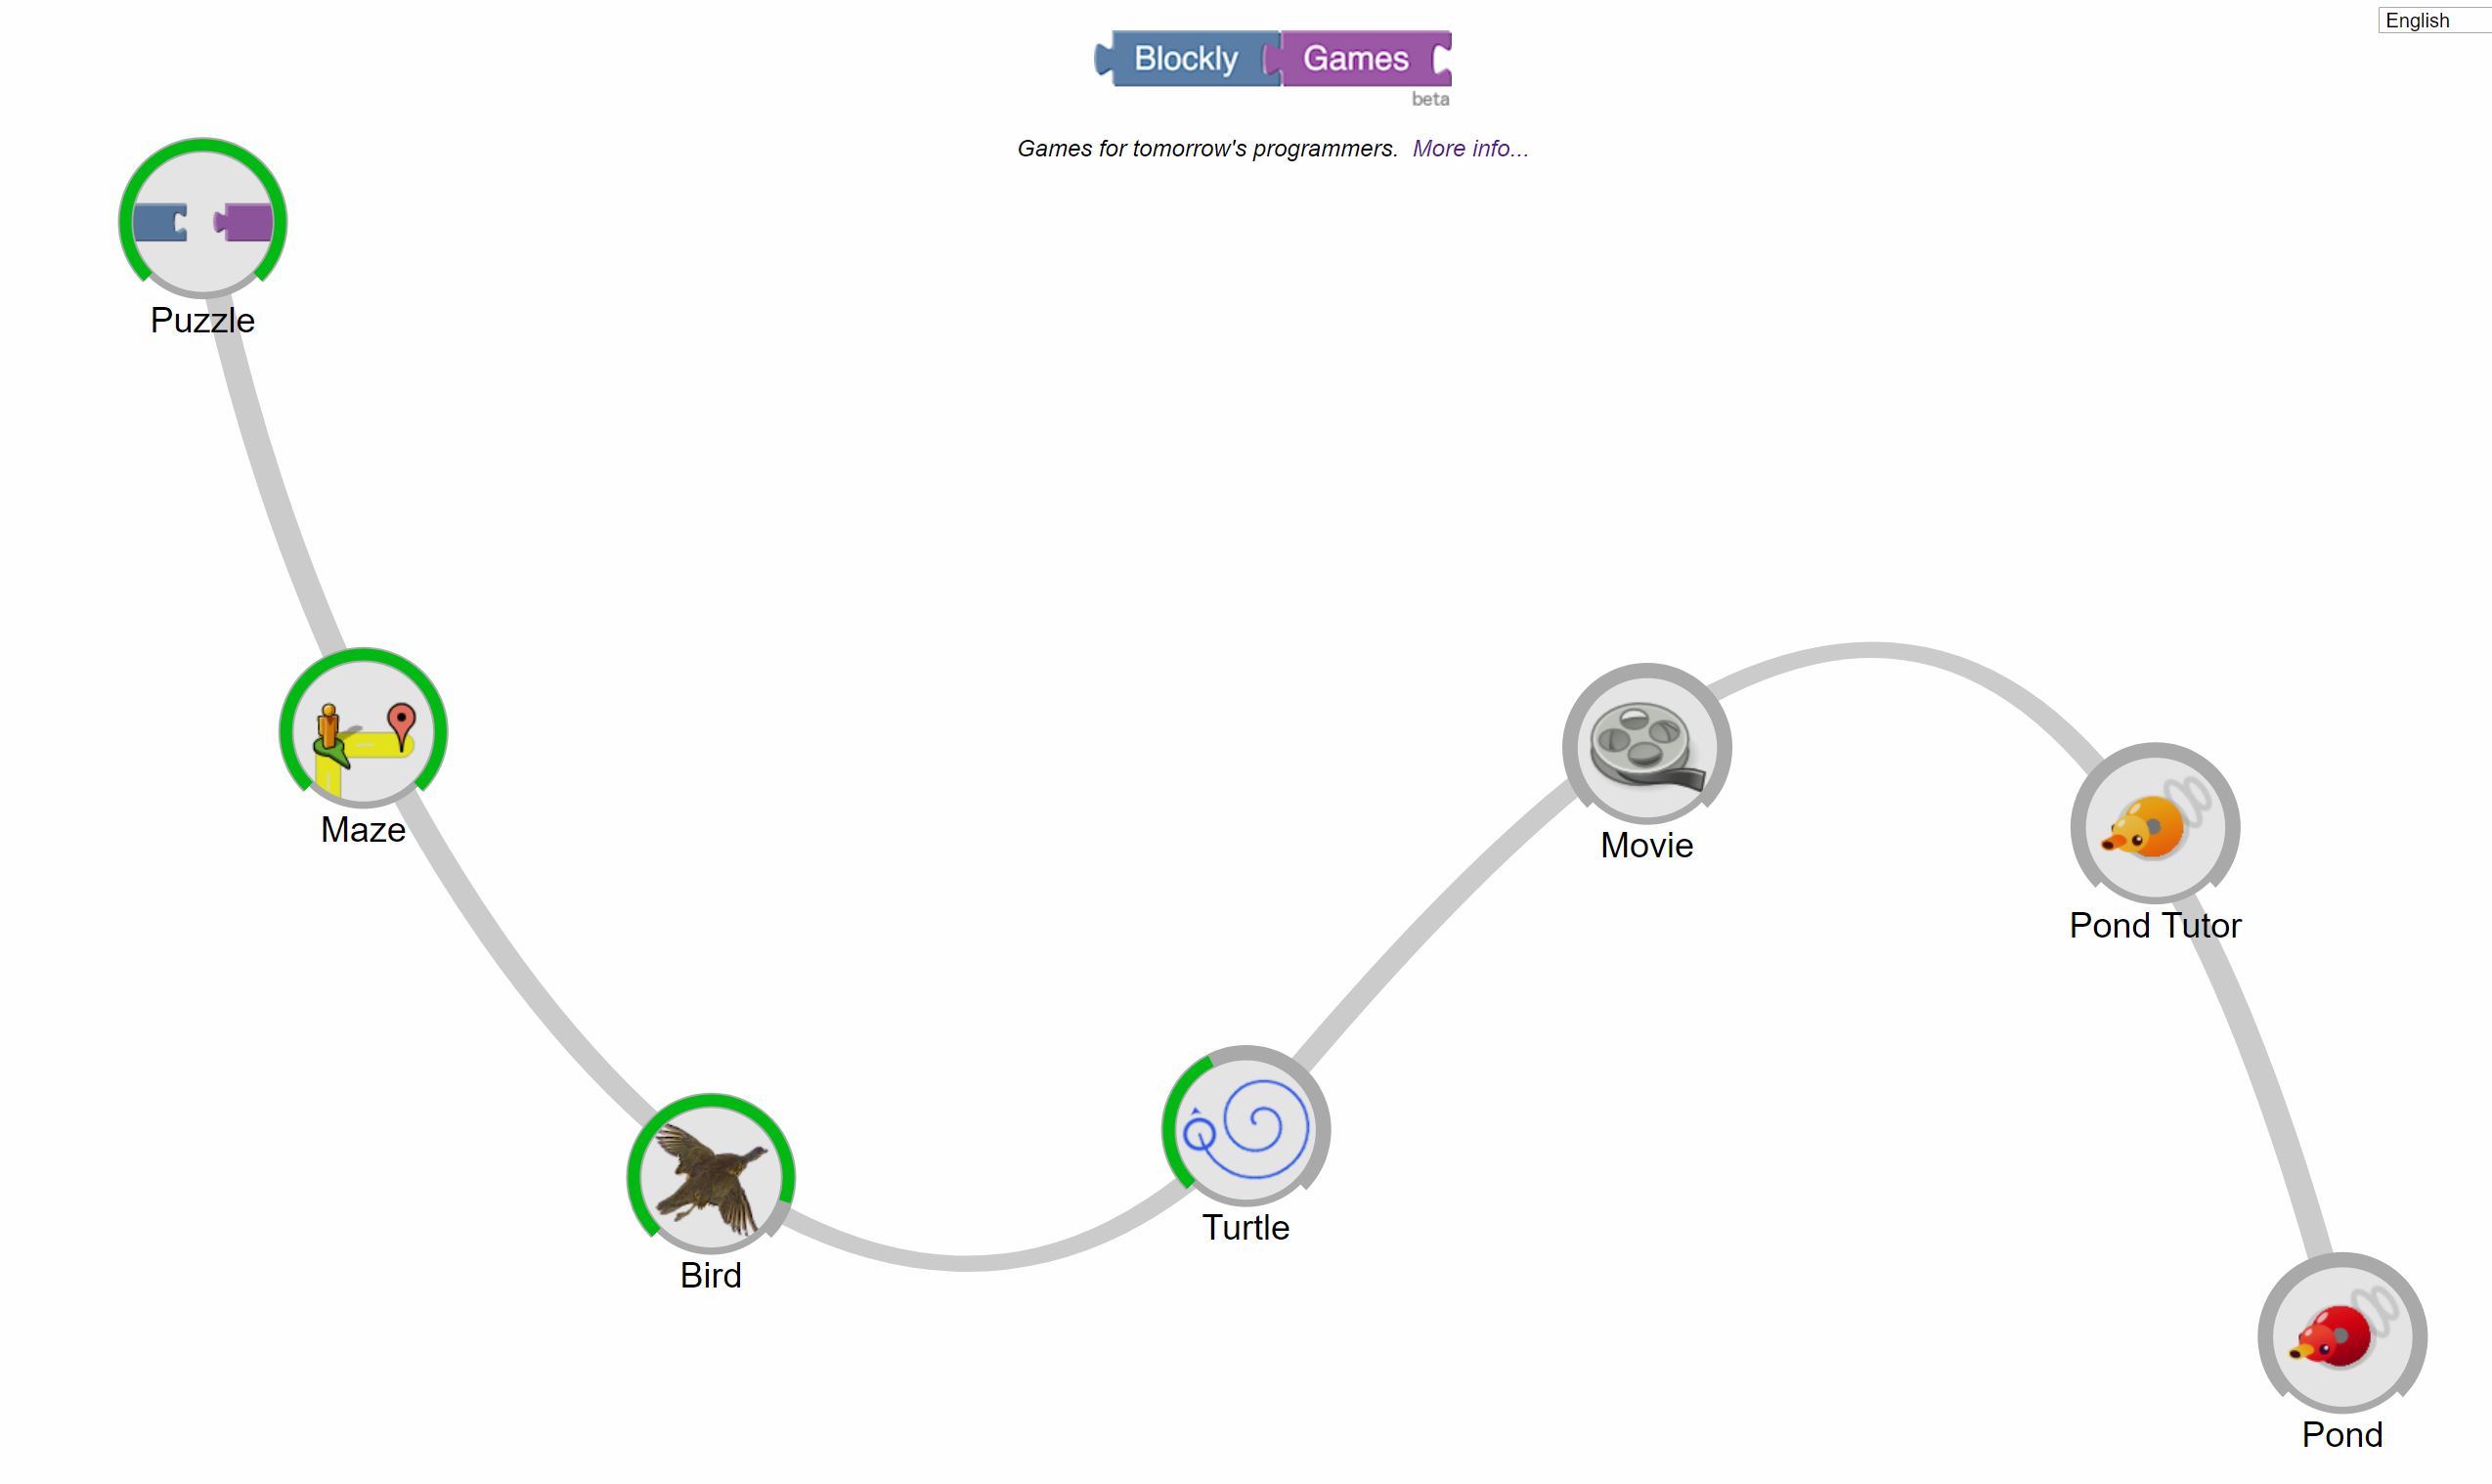 English
Blockly Games
beta
Games for tomorrow's programmers. More info...
Puzzle
Maze
Movie
Pond Tutor
Turtle
Bird
Pond